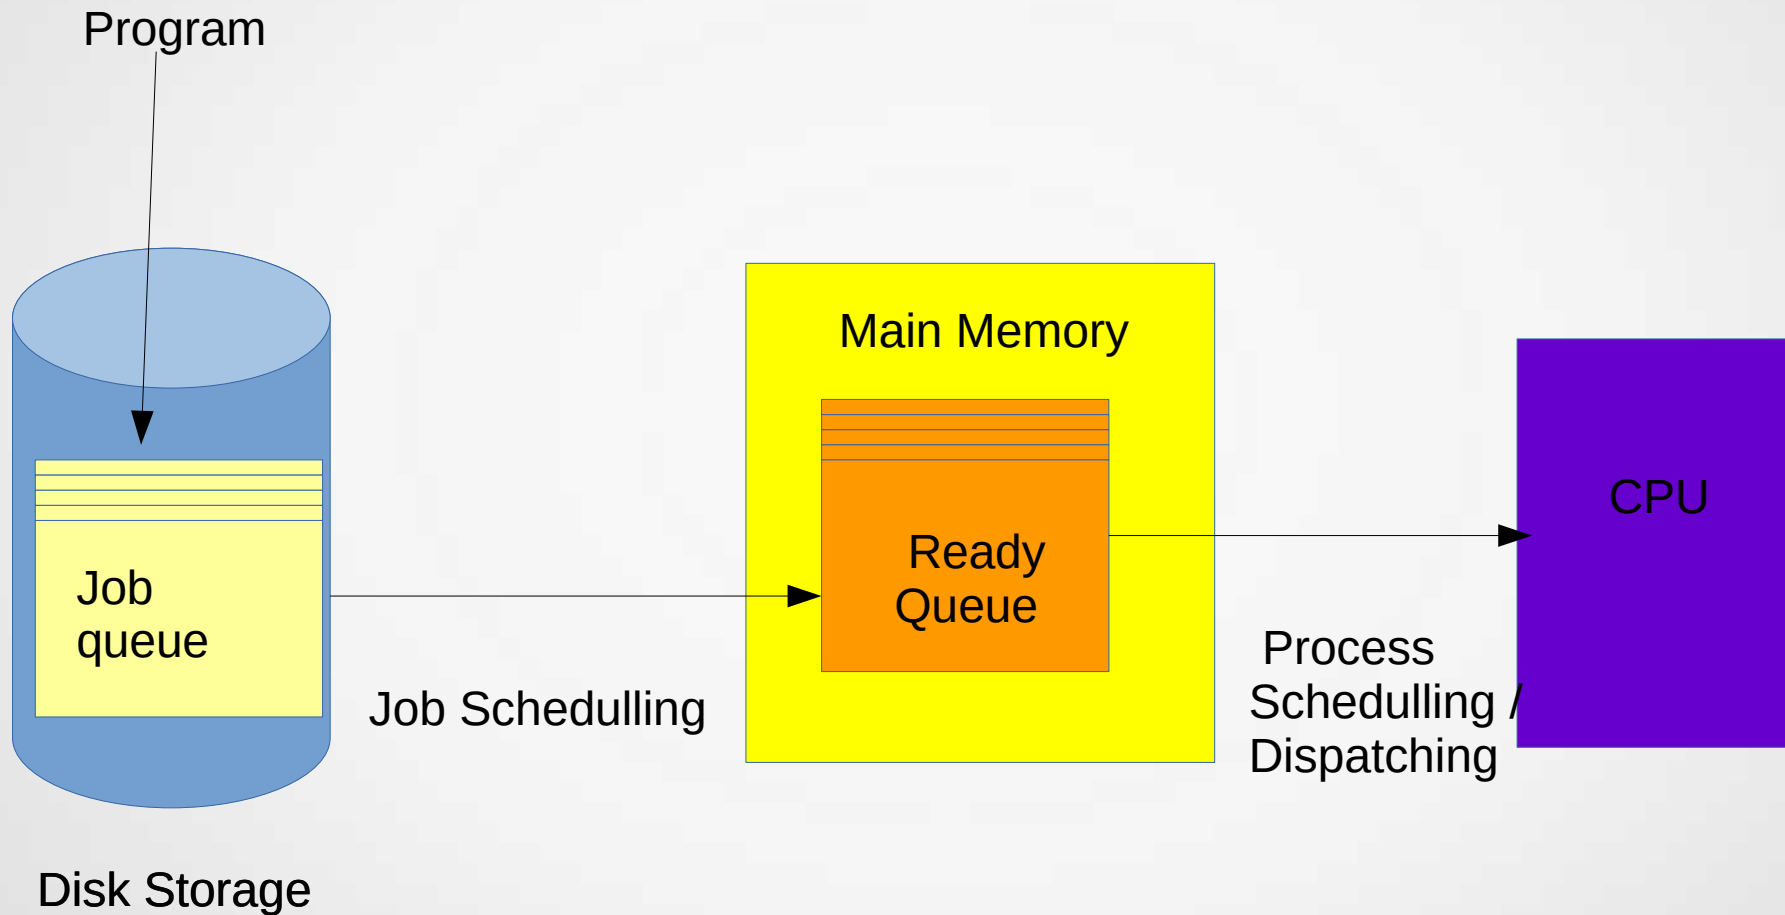 Program
Main Memory
CPU
Ready
Queue
Job
queue
Process
Schedulling /
Dispatching
Job Schedulling
Disk Storage